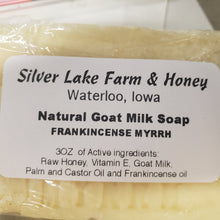 Silver Lake Farm & Honey
Waterloo, Iowa
Natural Goat Milk Soap
FRANKINCENSE MYRRH
3OZ of Active ingredients:
Raw Honey, Vitamin E, Goat Milk,
Palm and Castor Oil and Frankincense oil